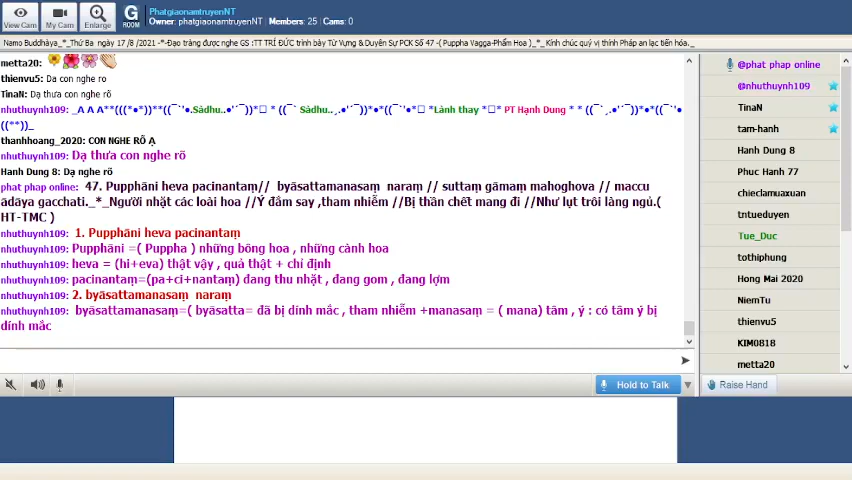 PhatgiaonamtruyenNT
Owner: phatgiaonamtruyenNT | Members: 25 | Cams: 0
View Cam
My Cam
Enlarge
G
ROOM
Namo Buddhàya_*_Thứ Ba ngày 17 /8 /2021 -*-Đạo tràng được nghe GS :TT TRÍ ĐỨC trình bày Từ Vựng & Duyên Sự PCK Số 47 -( Puppha Vagga-Phẩm Hoa )_*_ Kính chúc quý vị thính Pháp an lạc tiến hóa._
metta20:
thienvu5: Da con nghe ro
TinaN: Dạ thưa con nghe rõ
nhuthuynh109: _A A A**(((*●*))**((¯`'●.Sādhu..●'´¯))*□ * ((¯` Sādhu..,.●'´¯))*●*((¯`'●*□ *Lành thay *□* PT Hạnh Dung * * ((¯`,.●'´¯))*●*((¯`'●
((**))_
thanhhoang_2020: CON NGHE RÕ Ạ
nhuthuynh109: Dạ thưa con nghe rõ
Hanh Dung 8: Dạ nghe rõ
phat phap online: 47. Pupphāni heva pacinantaṃ// byāsattamanasaṃ naraṃ // suttaṃ gāmaṃ mahoghova // maccu
ādāya gacchati._*_Người nhặt các loài hoa //Ý đắm say ,tham nhiễm //Bị thần chết mang đi //Như lụt trôi làng ngủ.(
HT-TMC )
nhuthuynh109: 1. Pupphāni heva pacinantaṃ
nhuthuynh109: Pupphāni =( Puppha ) những bông hoa , những cành hoa
nhuthuynh109: heva = (hi+eva) thật vậy , quả thật + chỉ định
nhuthuynh109: pacinantaṃ=(pa+ci+nantaṃ) đang thu nhặt , đang gom , đang lợm
nhuthuynh109: 2. byāsattamanasaṃ naraṃ
nhuthuynh109: byāsattamanasaṃ=( byāsatta= đã bị dính mắc , tham nhiễm +manasaṃ = ( mana) tâm , ý : có tâm ý bị
dính mắc
Hold to Talk
@phat phap online
@nhuthuynh109
TinaN
tam-hanh
Hanh Dung 8
Phuc Hanh 77
chieclamuaxuan
tntueduyen
Tue_Duc
tothiphung
Hong Mai 2020
NiemTu
thienvu5
KIM0818
metta20
Raise Hand